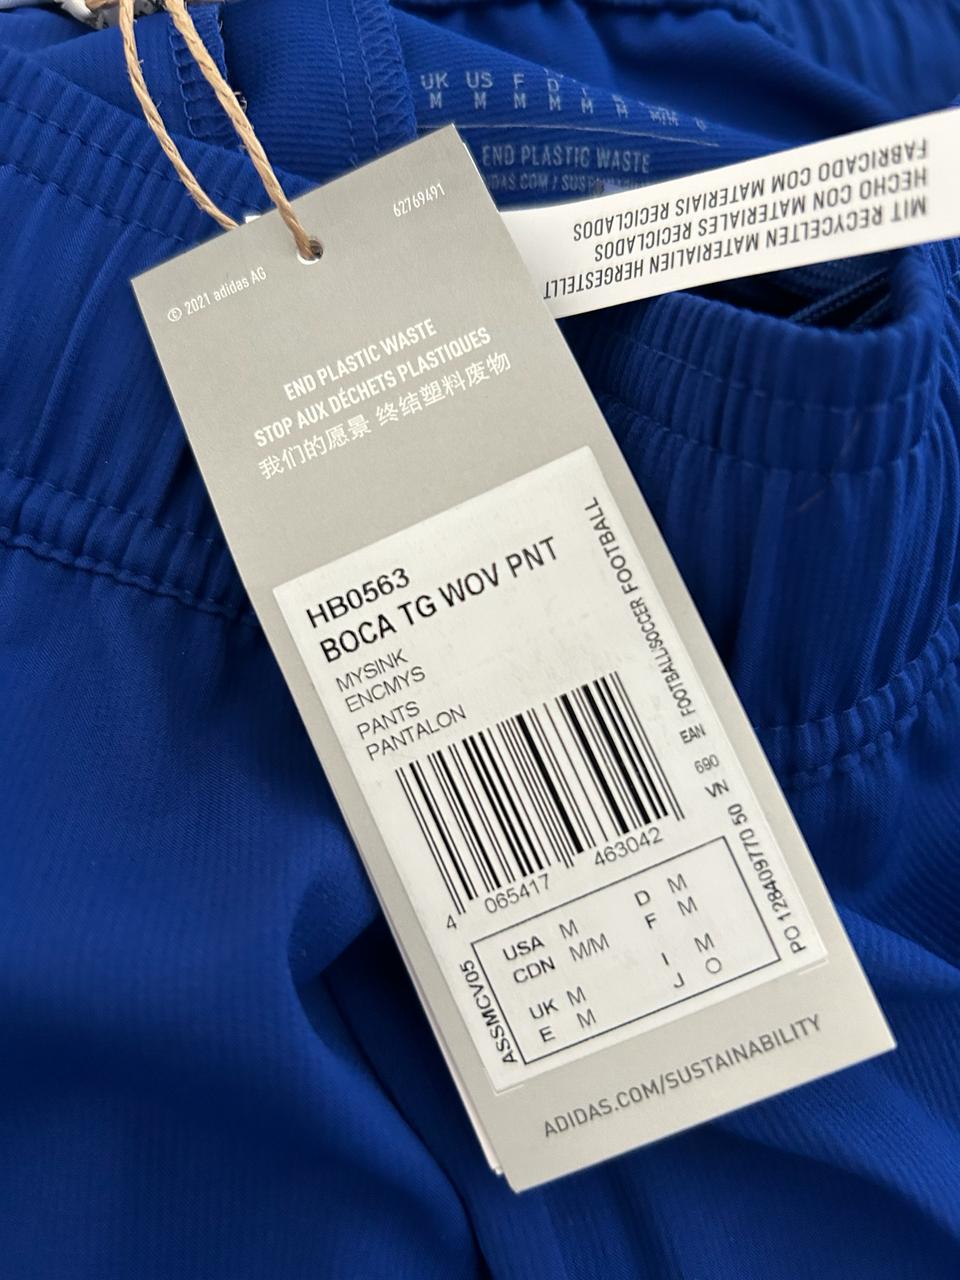 UK US F D
M M M M M M M/M O
END PLASTIC WASTE
FABRICADO COM MATERIAIS RECICLADOS
HECHO CON MATERIALES RECICLADOS
MIT RECYCELTEN MATERIALIEN HERGESTELLT
62769491
© 2021 adidas AG
END PLASTIC WASTE
STOP AUX DÉCHETS PLASTIQUES
我们的愿景 终结塑料废物
HB0563
BOCA TG WOV PNT
MYSINK
ENCMYS
PANTS
PANTALON
FOOTBALL/SOCCER FOOTBALL
EAN
690
VN
PO 128409770 50
4 065417 463042
ASSMCV05
USA M D M
CDN M/M F M
UK M I M
E M J O
ADIDAS.COM/SUSTAINABILITY